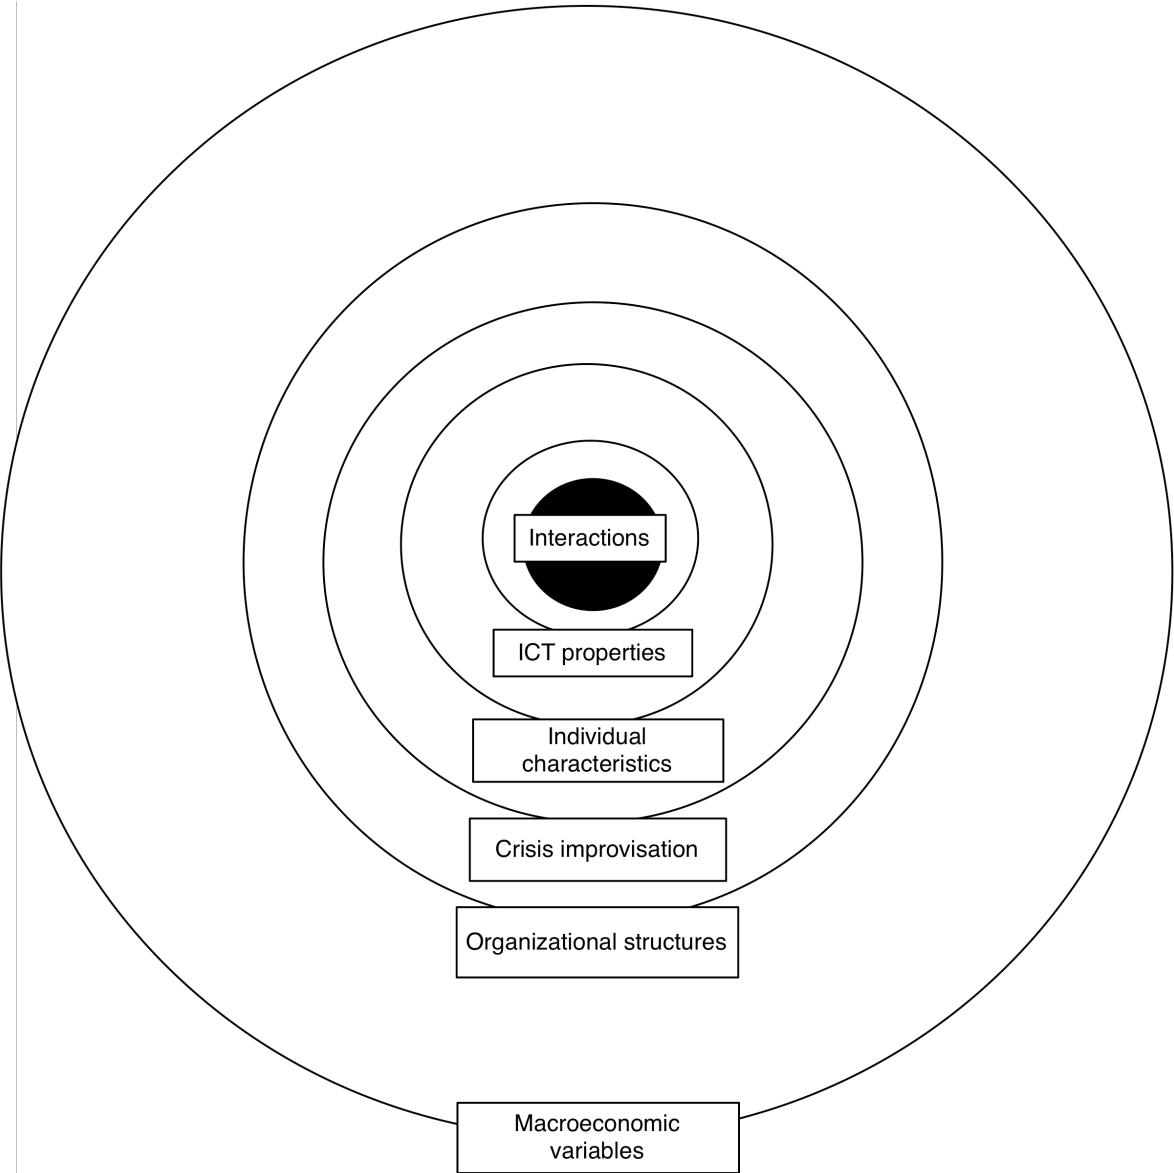 Interactions
ICT properties
Individual
characteristics
Crisis improvisation
Organizational structures
Macroeconomic
variables